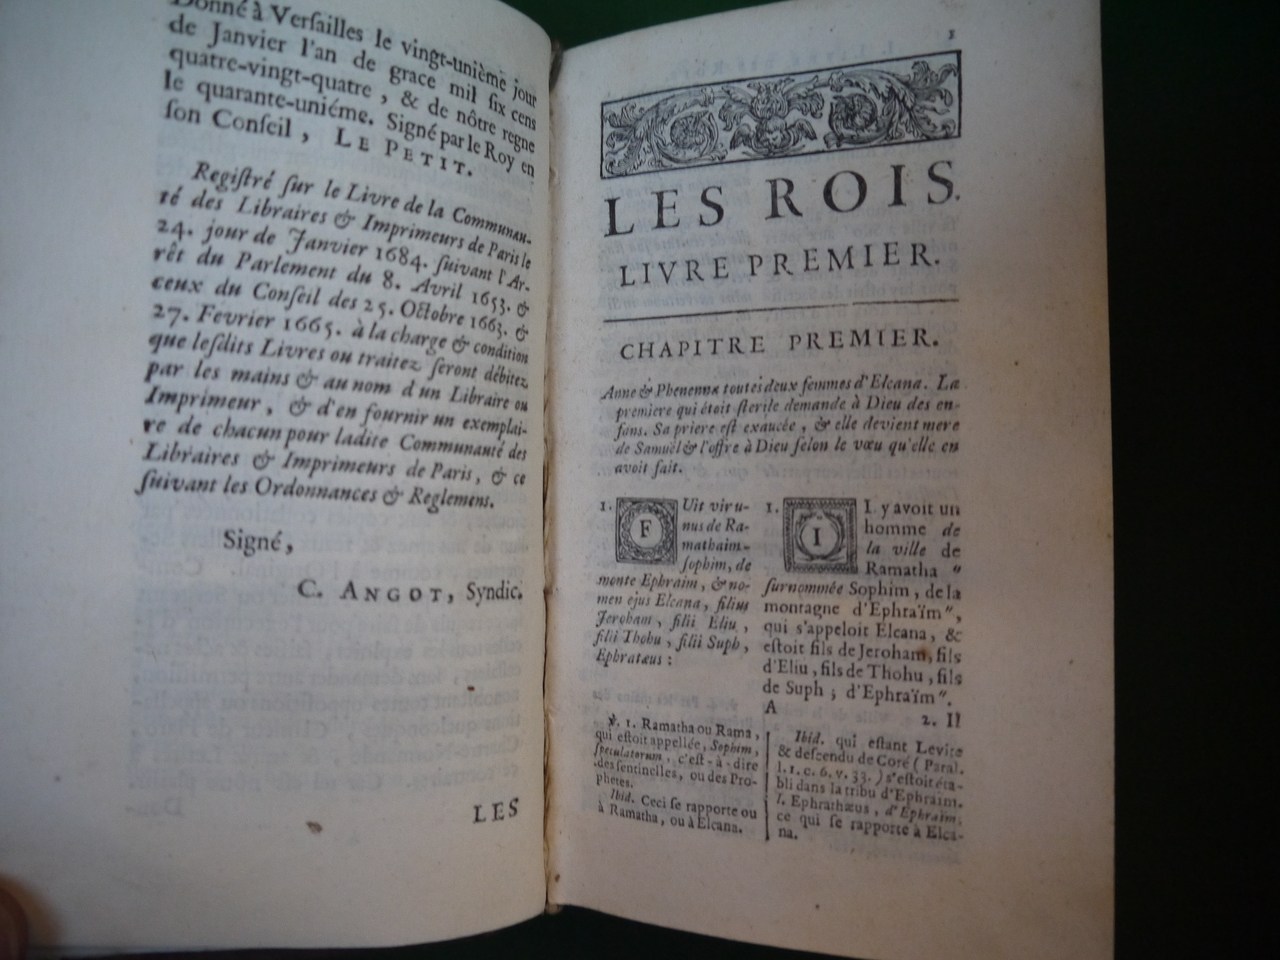 Donné à Versailles le vingt-unième jour
de Janvier l'an de grace mil six cens
quatre-vingt-quatre, & de nôtre regne
le quarante-uniéme. Signé par le Roy en
son Conseil, LE PETIT.
Registré sur le Livre de la Communau-
té des Libraires & Imprimeurs de Paris le
24. jour de Janvier 1684. suivant l'Ar-
rêt du Parlement du 8. Avril 1653. &
ceux du Conseil des 25. Octobre 1663. &
27. Fevrier 1665. à la charge & condition
que lesdits Livres ou traitez seront débitez
par les mains & au nom d'un Libraire ou
Imprimeur, & d'en fournir un exemplai-
re de chacun pour ladite Communauté des
Libraires & Imprimeurs de Paris, & ce
suivant les Ordonnances & Reglemens.
Signé,
C. ANGOT, Syndic.
LES
1
LES ROIS.
LIVRE PREMIER.
CHAPITRE PREMIER.
Anne & Phenenna toutes deux femmes d'Elcana. La
premiere qui étoit sterile demande à Dieu des en-
fans. Sa priere est exaucée, & elle devient mere
de Samuël & l'offre à Dieu selon le vœu qu'elle en
avoit fait.
1. FUit vir u-
nus de Ra-
mathaim-
sophim, de
monte Ephraim, & no-
men ejus Elcana, filius
Jeroham, filii Eliu,
filii Thohu, filii Suph,
Ephratæus:
1. IL y avoit un
homme de
la ville de
Ramatha "
surnommée Sophim, de la
montagne d'Ephraïm",
qui s'appeloit Elcana, &
estoit fils de Jeroham, fils
d'Eliu, fils de Thohu, fils
de Suph; d'Ephraïm".
A 2. Il
℣. 1. Ramatha ou Rama,
qui estoit appellée, Sophim,
speculatorum, c'est-à-dire
des sentinelles, ou des Pro-
phetes.
Ibid. Ceci se rapporte ou
à Ramatha, ou à Elcana.
Ibid. qui estant Levite
& descendu de Coré (Paral.
l. 1. c. 6. v. 33.) s'estoit éta-
bli dans la tribu d'Ephraim.
l. Ephrathæus, d'Ephraïm:
ce qui se rapporte à Elca-
na.